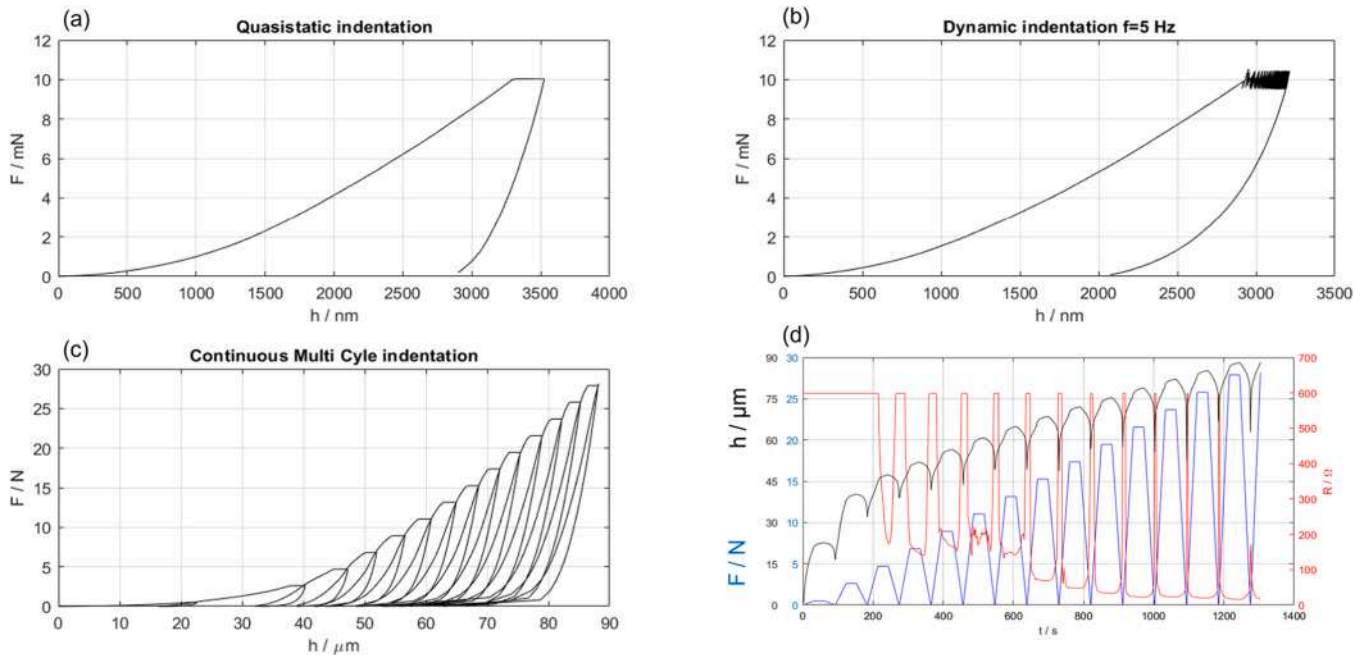 (a)
Quasistatic indentation
12
10
8
6
4
2
0
F / mN
0 500 1000 1500 2000 2500 3000 3500 4000
h / nm
(b)
Dynamic indentation f=5 Hz
12
10
8
6
4
2
0
F / mN
0 500 1000 1500 2000 2500 3000 3500
h / nm
(c)
Continuous Multi Cyle indentation
30
25
20
15
10
5
0
F / N
0 10 20 30 40 50 60 70 80 90
h / μm
(d)
90 30 700
75 25 600
60 20 500
45 15 400
30 10 300
15 5 200
0 0 100
0
h / μm
F / N
R / Ω
0 200 400 600 800 1000 1200 1400
t / s